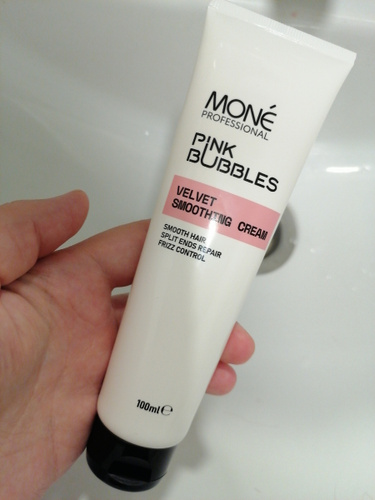 MONÉ
PROFESSIONAL
PINK
BUBBLES
VELVET
SMOOTHING CREAM
SMOOTH HAIR
SPLIT ENDS REPAIR
FRIZZ CONTROL
100ml ℮